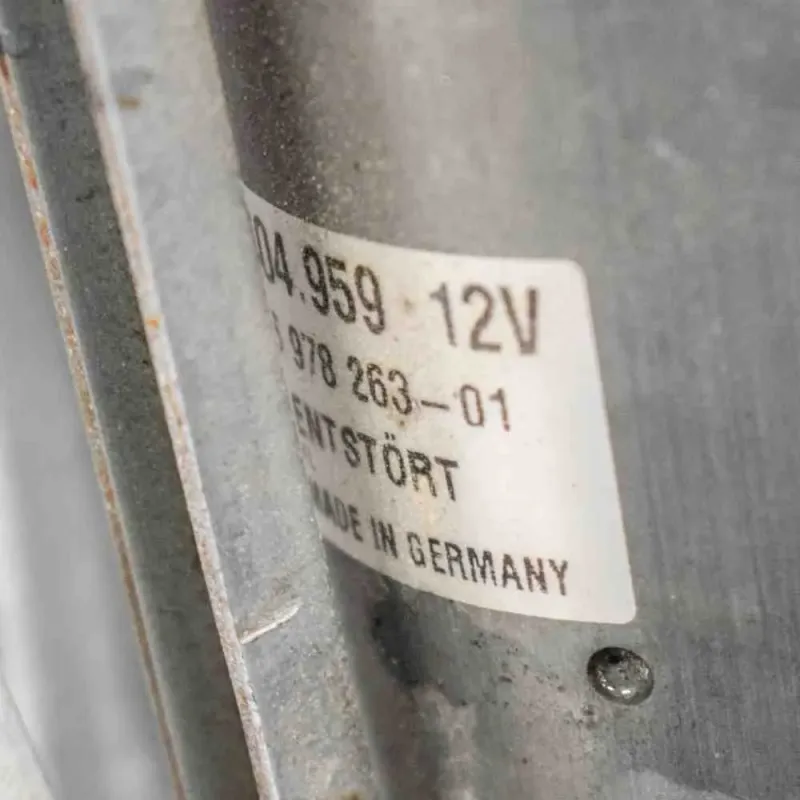 04.959 12V
978 263-01
ENTSTÖRT
MADE IN GERMANY